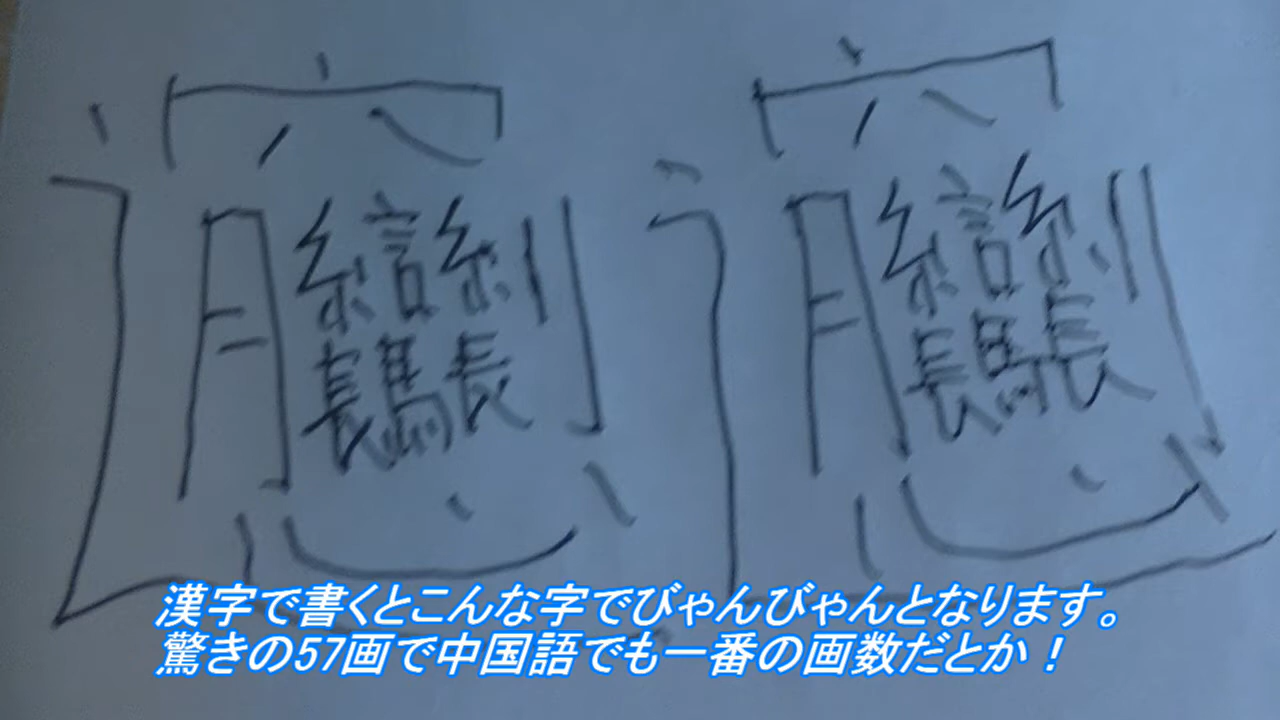 𰻞𰻞
漢字で書くとこんな字でびゃんびゃんとなります。
驚きの57画で中国語でも一番の画数だとか！